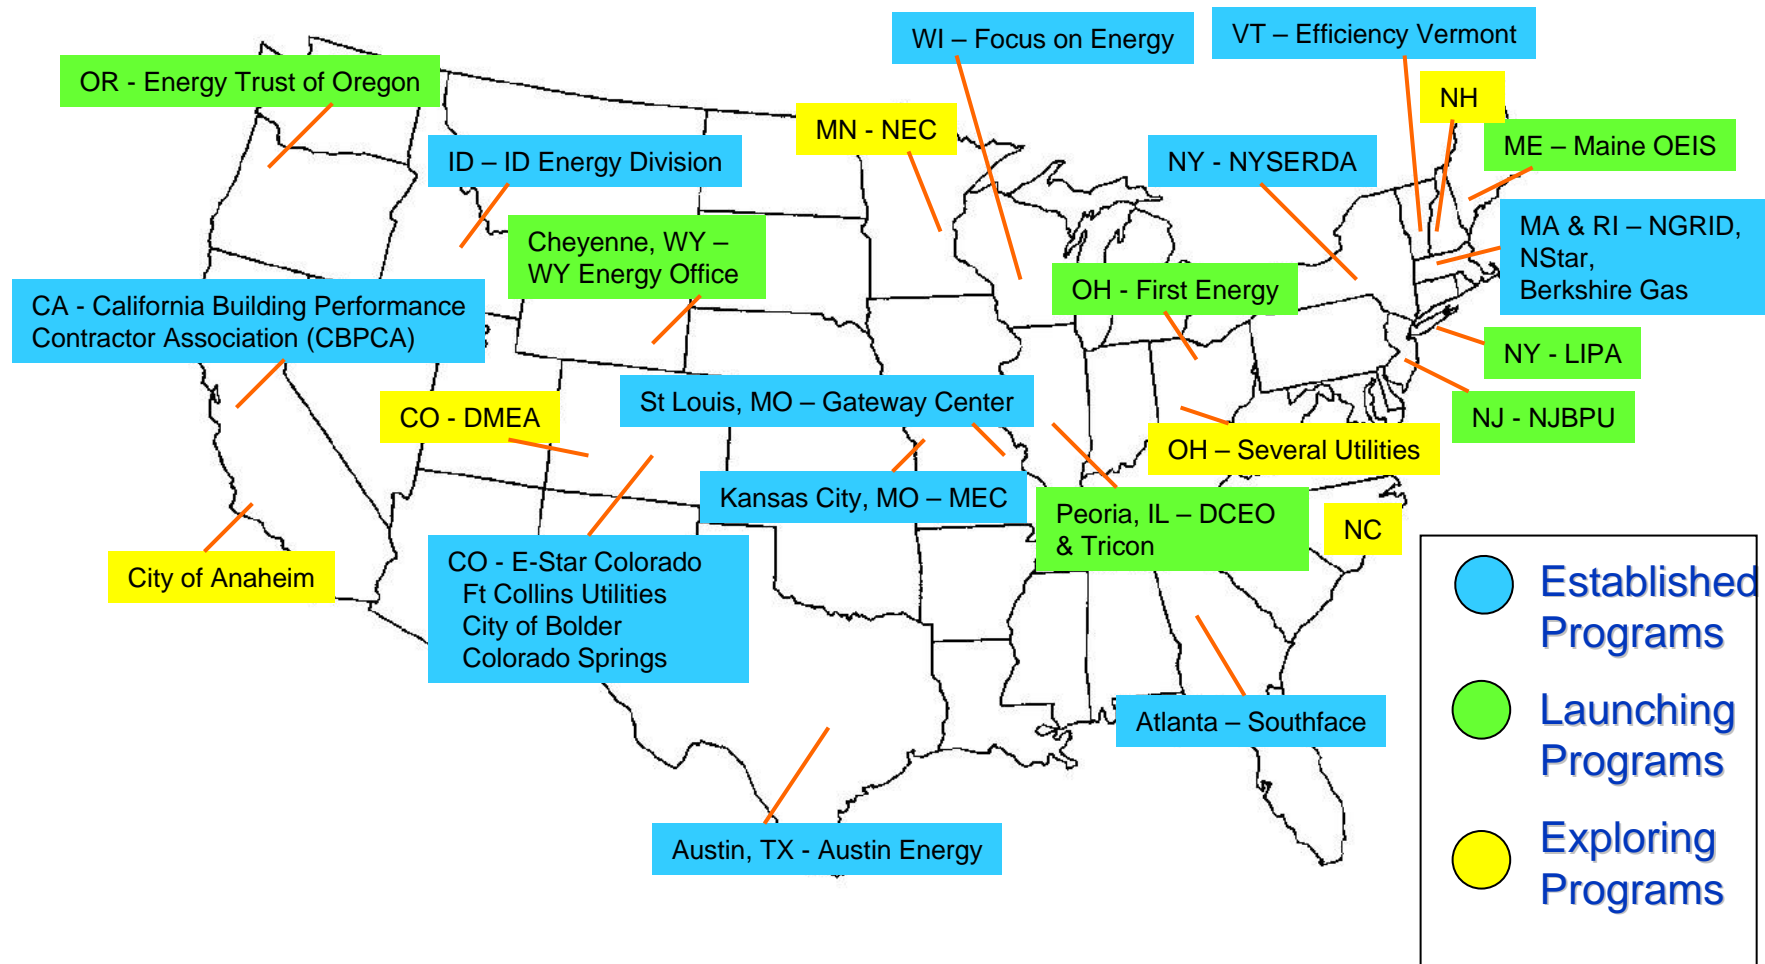 WI – Focus on Energy
VT – Efficiency Vermont
OR - Energy Trust of Oregon
NH
MN - NEC
ME – Maine OEIS
ID – ID Energy Division
NY - NYSERDA
MA & RI – NGRID,
NStar,
Berkshire Gas
Cheyenne, WY –
WY Energy Office
OH - First Energy
CA - California Building Performance
Contractor Association (CBPCA)
NY - LIPA
St Louis, MO – Gateway Center
CO - DMEA
NJ - NJBPU
OH – Several Utilities
Kansas City, MO – MEC
Peoria, IL – DCEO
& Tricon
NC
City of Anaheim
CO - E-Star Colorado
Ft Collins Utilities
City of Bolder
Colorado Springs
Atlanta – Southface
Austin, TX - Austin Energy
Established
Programs
Launching
Programs
Exploring
Programs